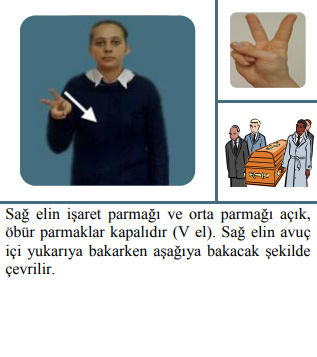 Sağ elin işaret parmağı ve orta parmağı açık,
öbür parmaklar kapalıdır (V el). Sağ elin avuç
içi yukarıya bakarken aşağıya bakacak şekilde
çevrilir.